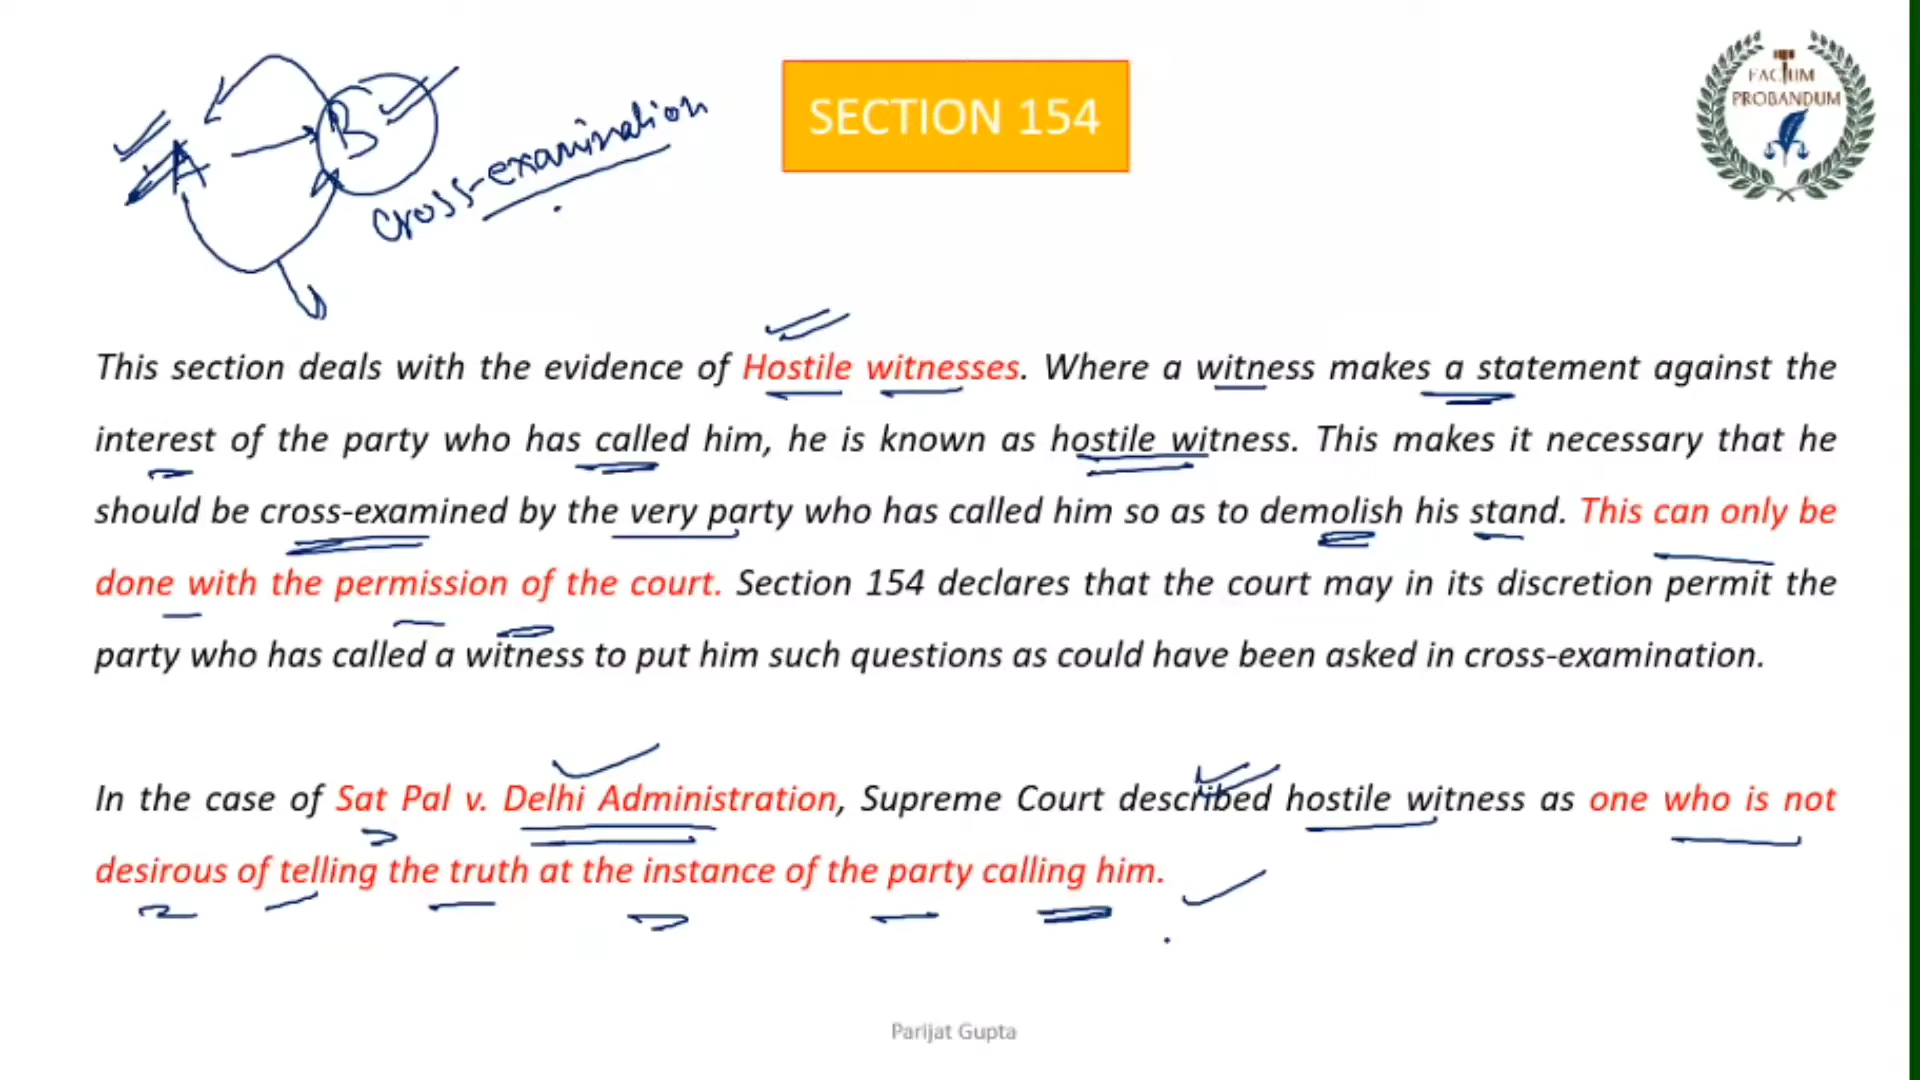 A
B
cross-examination
SECTION 154
FACTUM
PROBANDUM
This section deals with the evidence of Hostile witnesses. Where a witness makes a statement against the
interest of the party who has called him, he is known as hostile witness. This makes it necessary that he
should be cross-examined by the very party who has called him so as to demolish his stand. This can only be
done with the permission of the court. Section 154 declares that the court may in its discretion permit the
party who has called a witness to put him such questions as could have been asked in cross-examination.
In the case of Sat Pal v. Delhi Administration, Supreme Court described hostile witness as one who is not
desirous of telling the truth at the instance of the party calling him.
Parijat Gupta